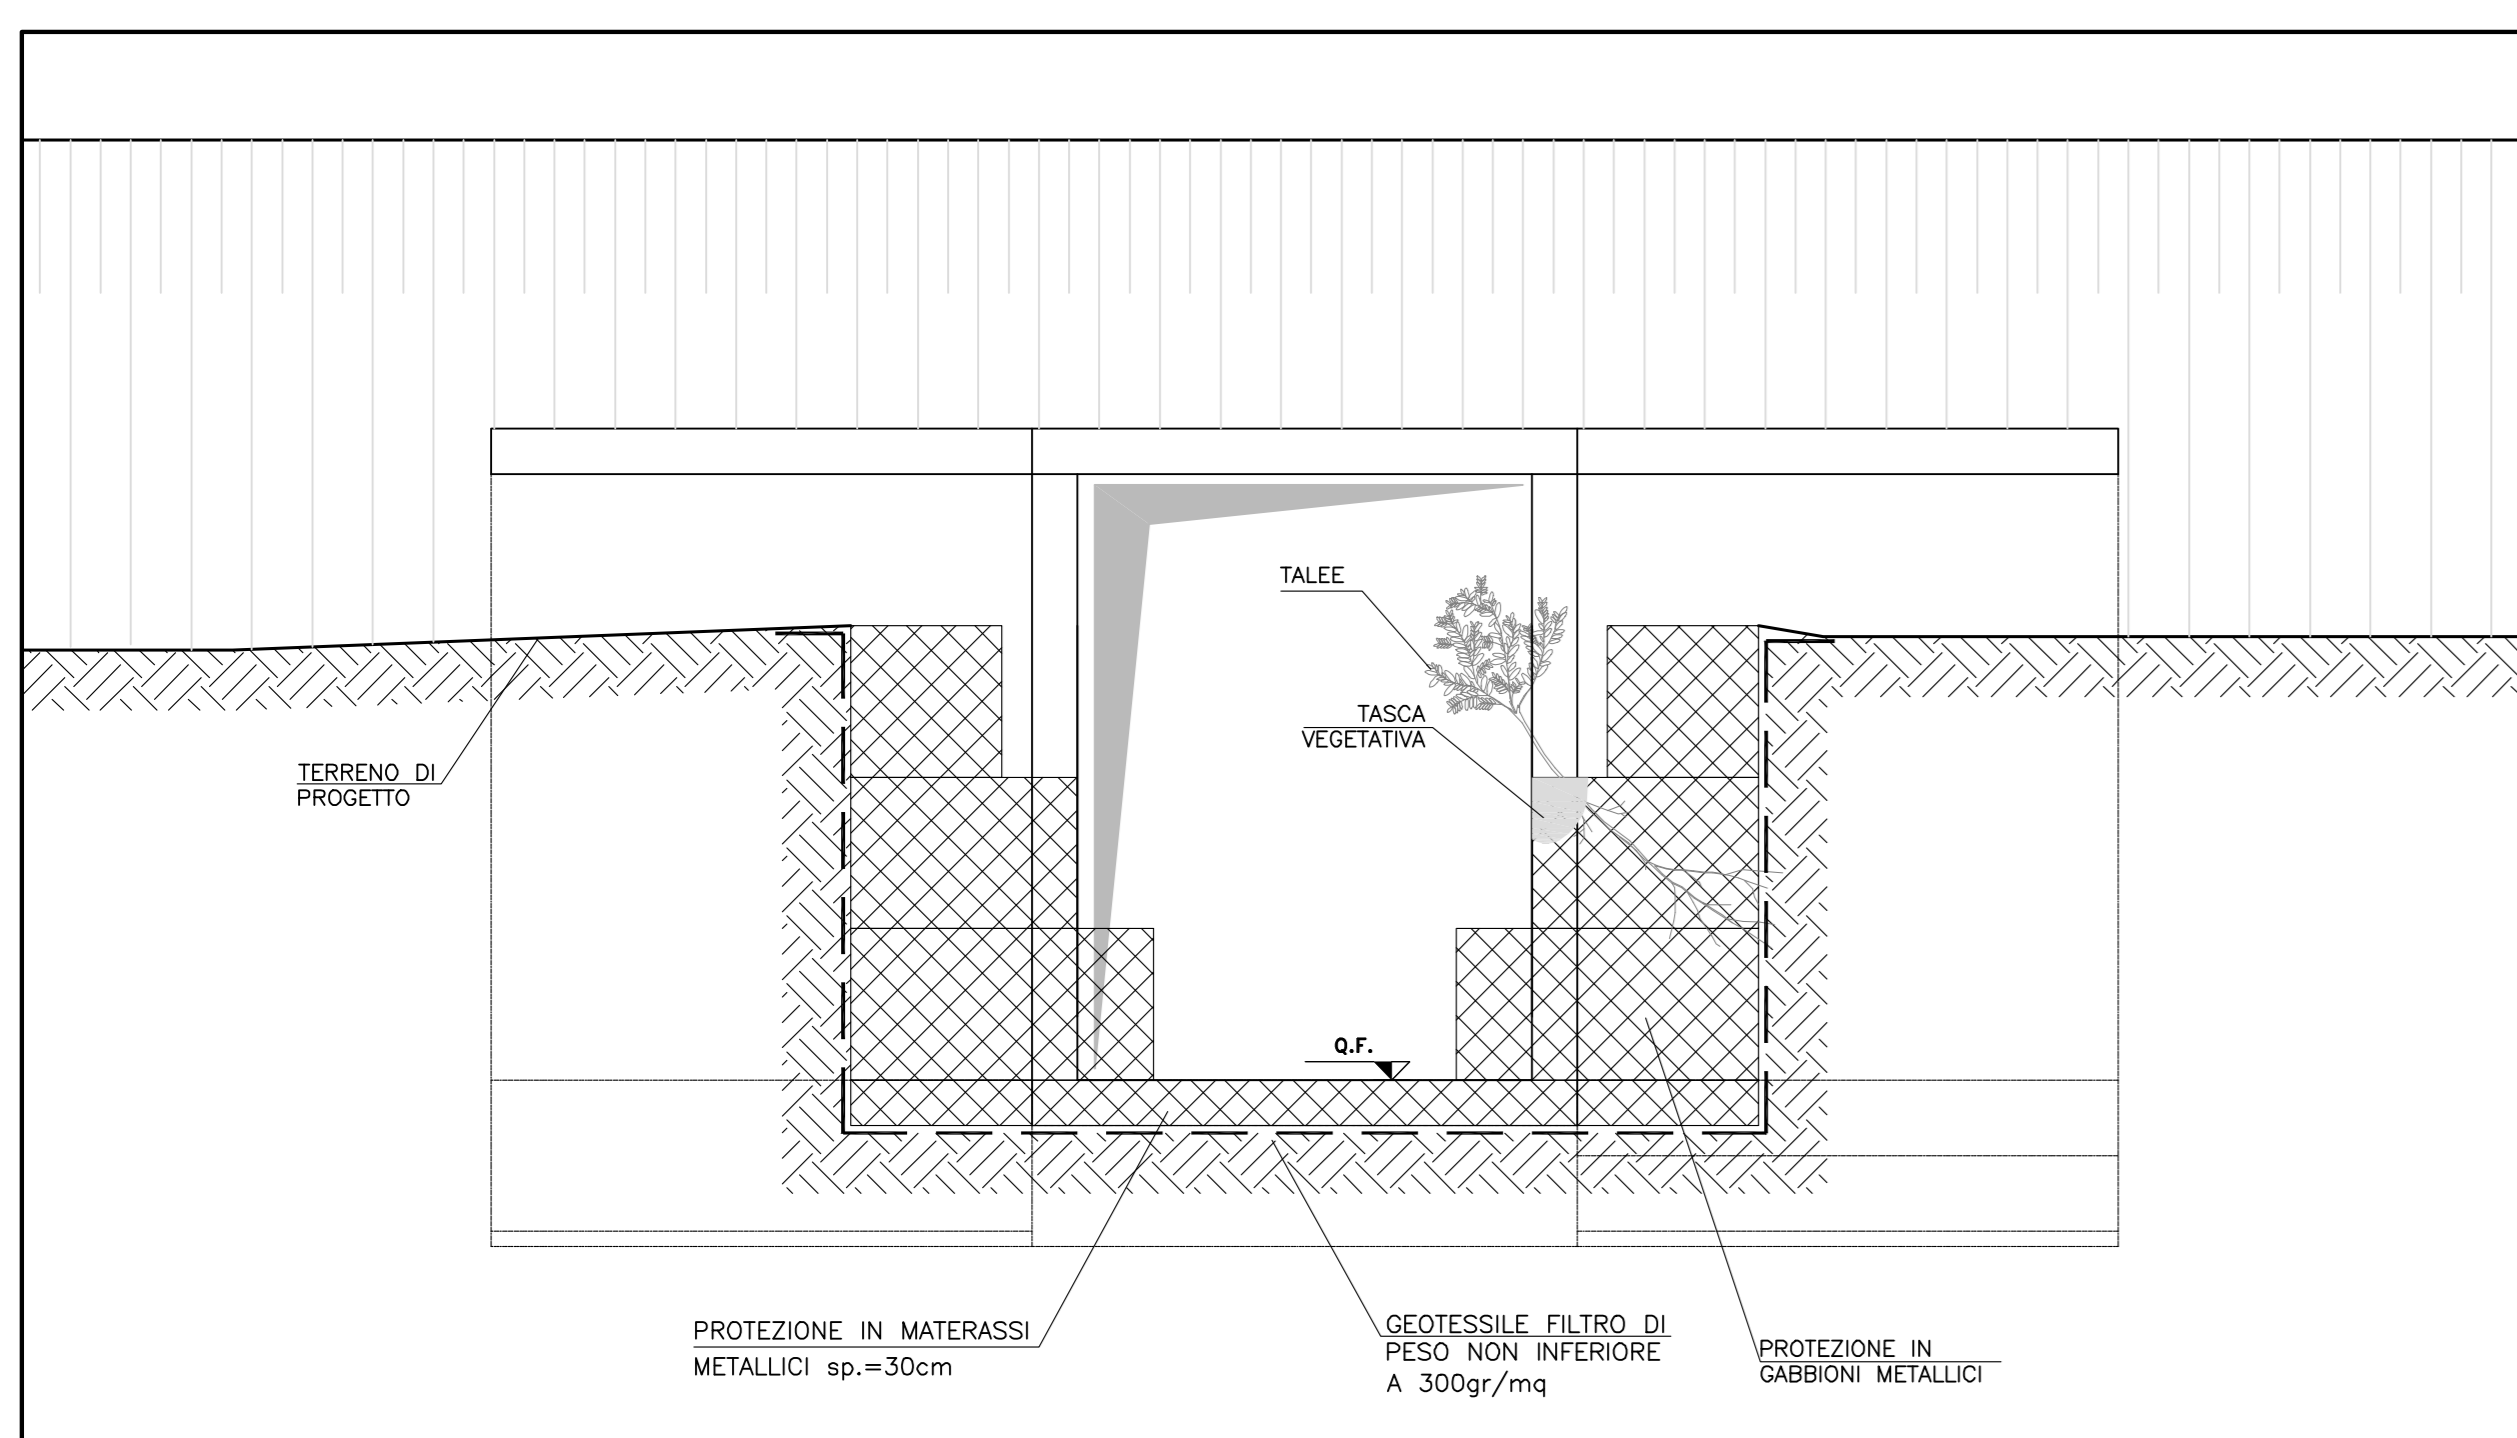 TALEE
TASCA
VEGETATIVA
TERRENO DI
PROGETTO
Q.F.
PROTEZIONE IN MATERASSI
METALLICI sp.=30cm
GEOTESSILE FILTRO DI
PESO NON INFERIORE
A 300gr/mq
PROTEZIONE IN
GABBIONI METALLICI